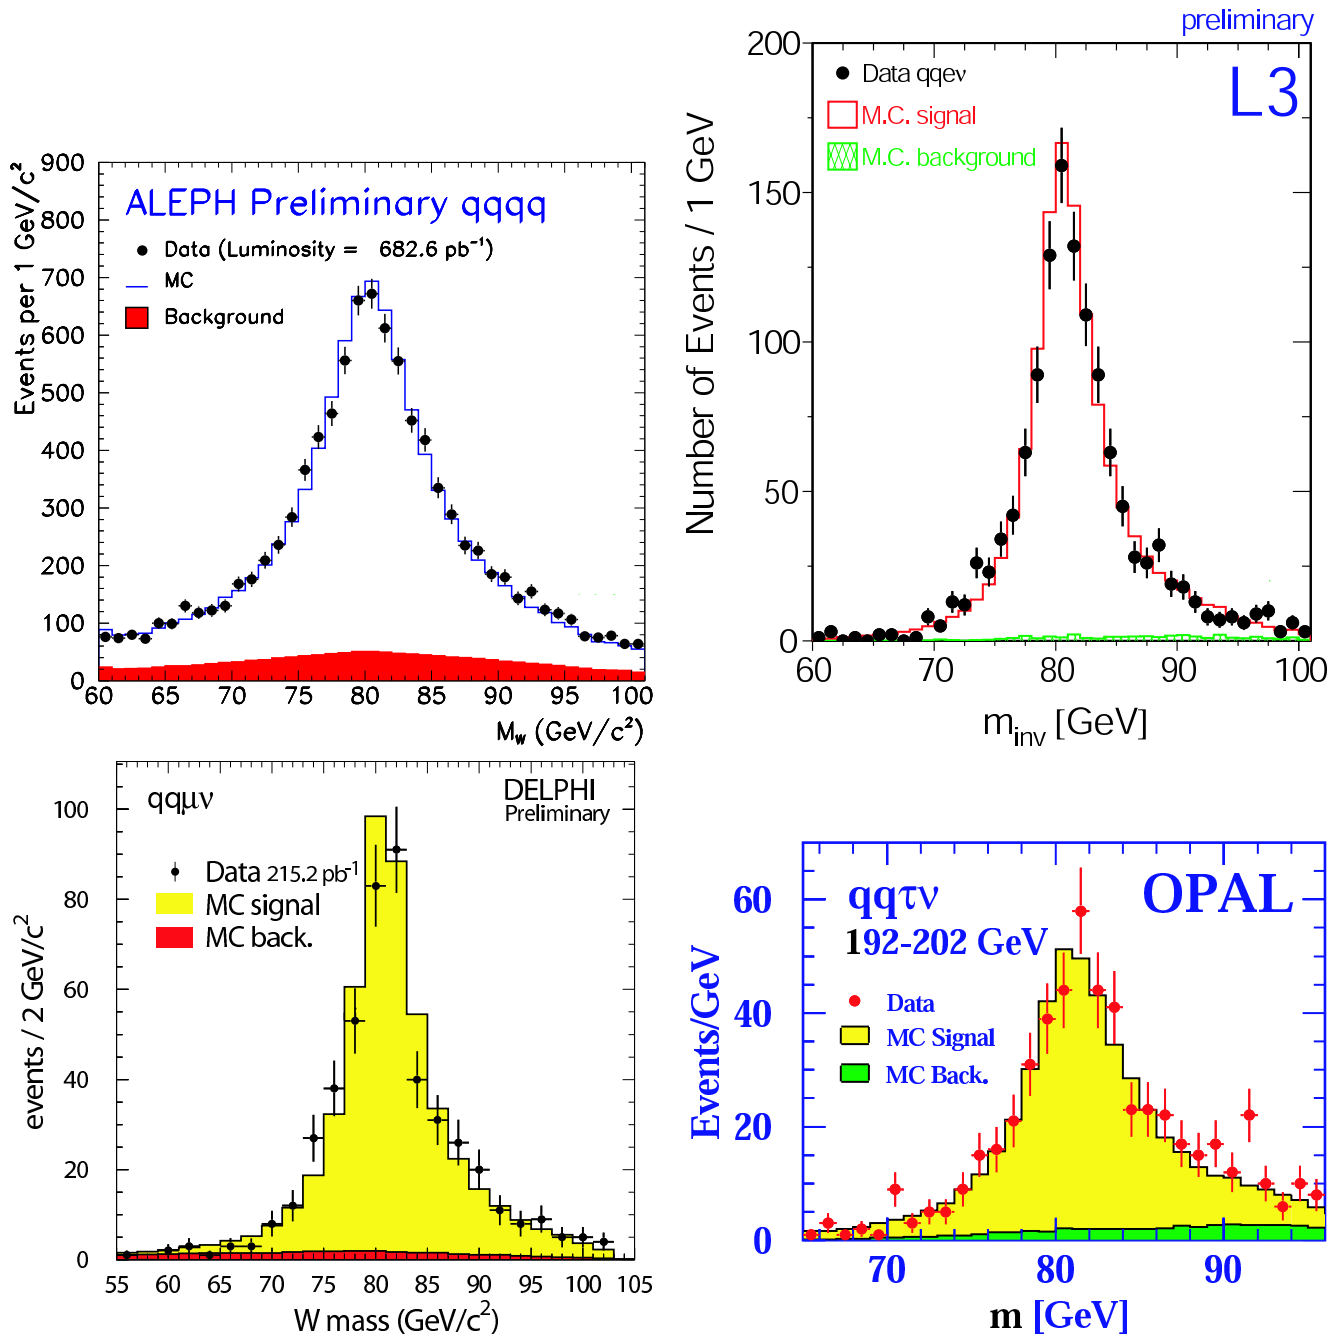 ALEPH Preliminary qqqq
Data (Luminosity = 682.6 pb⁻¹)
MC
Background
Events per 1 GeV/c²
900
800
700
600
500
400
300
200
100
0
60 65 70 75 80 85 90 95 100
M_W (GeV/c²)
preliminary
L3
Data qqeν
M.C. signal
M.C. background
Number of Events / 1 GeV
200
150
100
50
0
60 70 80 90 100
m_inv [GeV]
qqμν
DELPHI
Preliminary
Data 215.2 pb⁻¹
MC signal
MC back.
events / 2 GeV/c²
100
80
60
40
20
0
55 60 65 70 75 80 85 90 95 100 105
W mass (GeV/c²)
qqτν
OPAL
192-202 GeV
Data
MC Signal
MC Back.
Events/GeV
60
40
20
0
70 80 90
m [GeV]